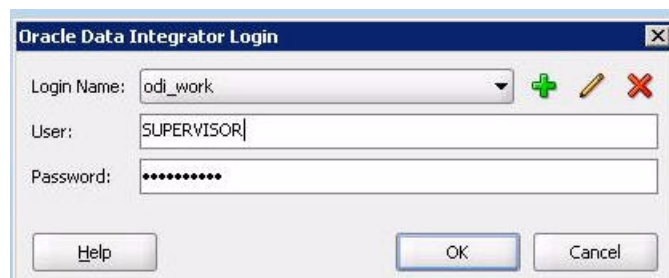 Oracle Data Integrator Login
Login Name: odi_work
User: SUPERVISOR
Password: ••••••••••
Help OK Cancel